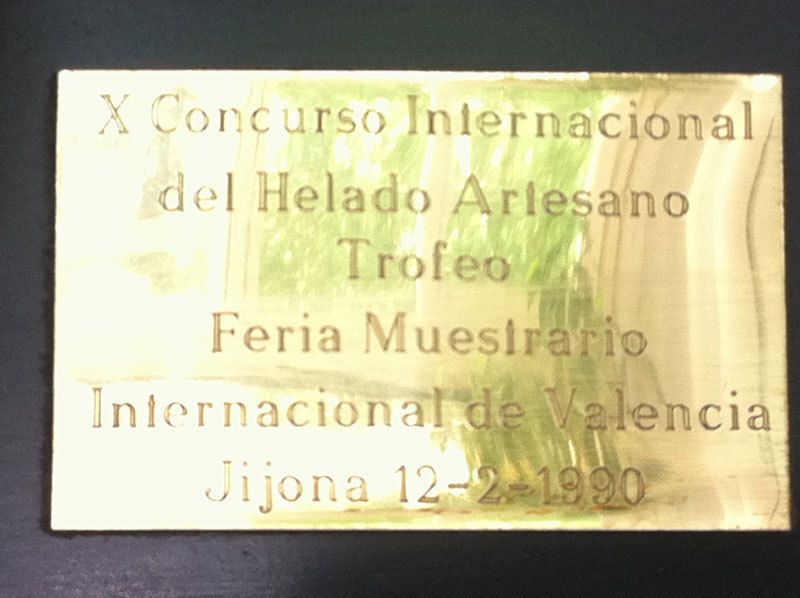 X Concurso Internacional
del Helado Artesano
Trofeo
Feria Muestrario
Internacional de Valencia
Jijona 12-2-1990